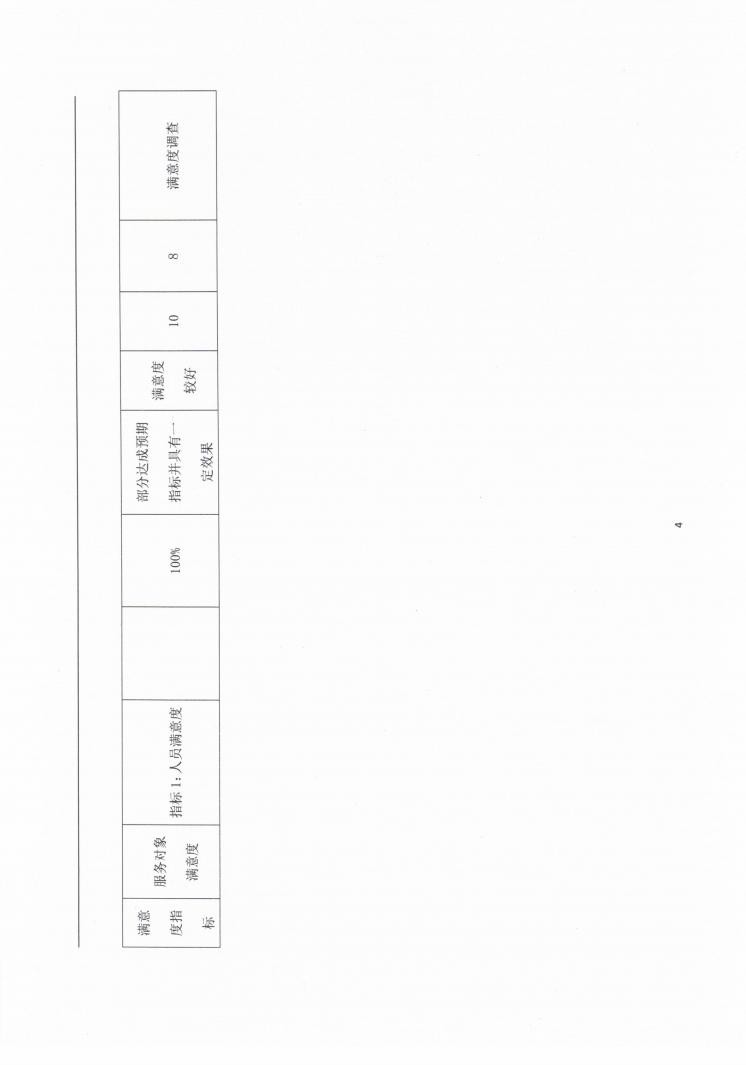 满意
度指
标
服务对象
满意度
指标 1: 人员满意度
100%
部分达成预期
指标并具有一
定效果
满意度
较好
10
8
满意度调查
4